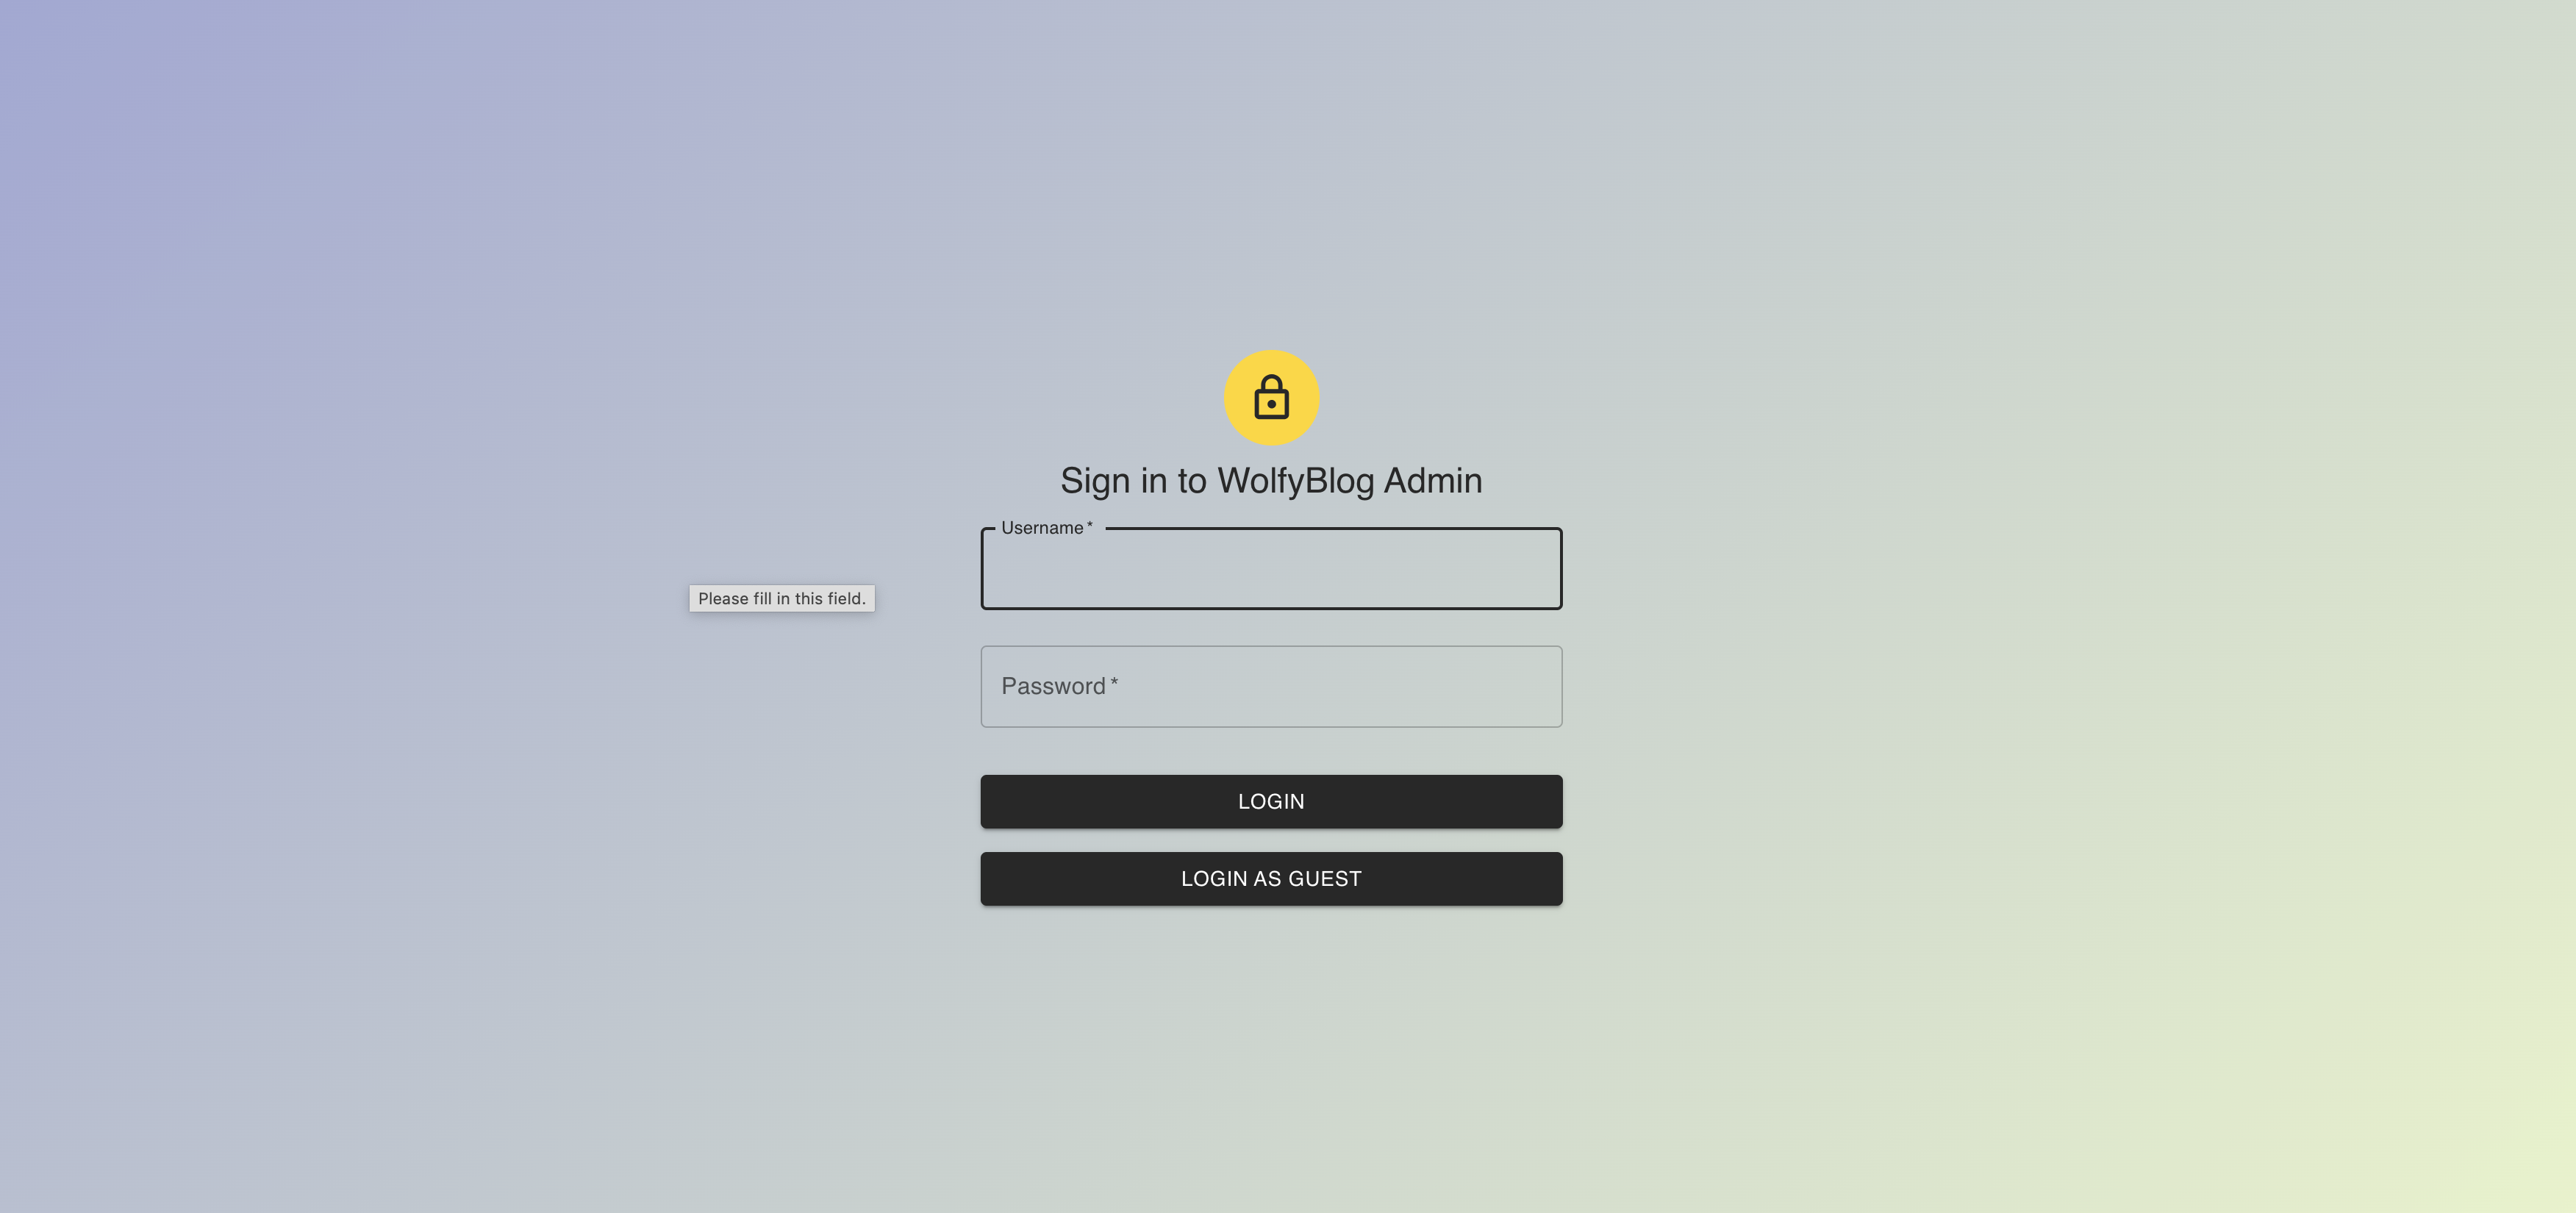 Sign in to WolfyBlog Admin
Username *
Please fill in this field.
Password *
LOGIN
LOGIN AS GUEST